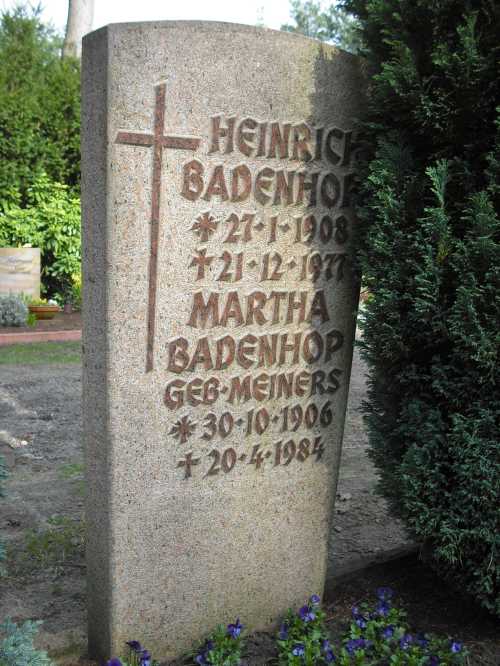 HEINRICH
BADENHOP
* 27·1·1908
† 21·12·1977
MARTHA
BADENHOP
GEB·MEINERS
* 30·10·1906
† 20·4·1984